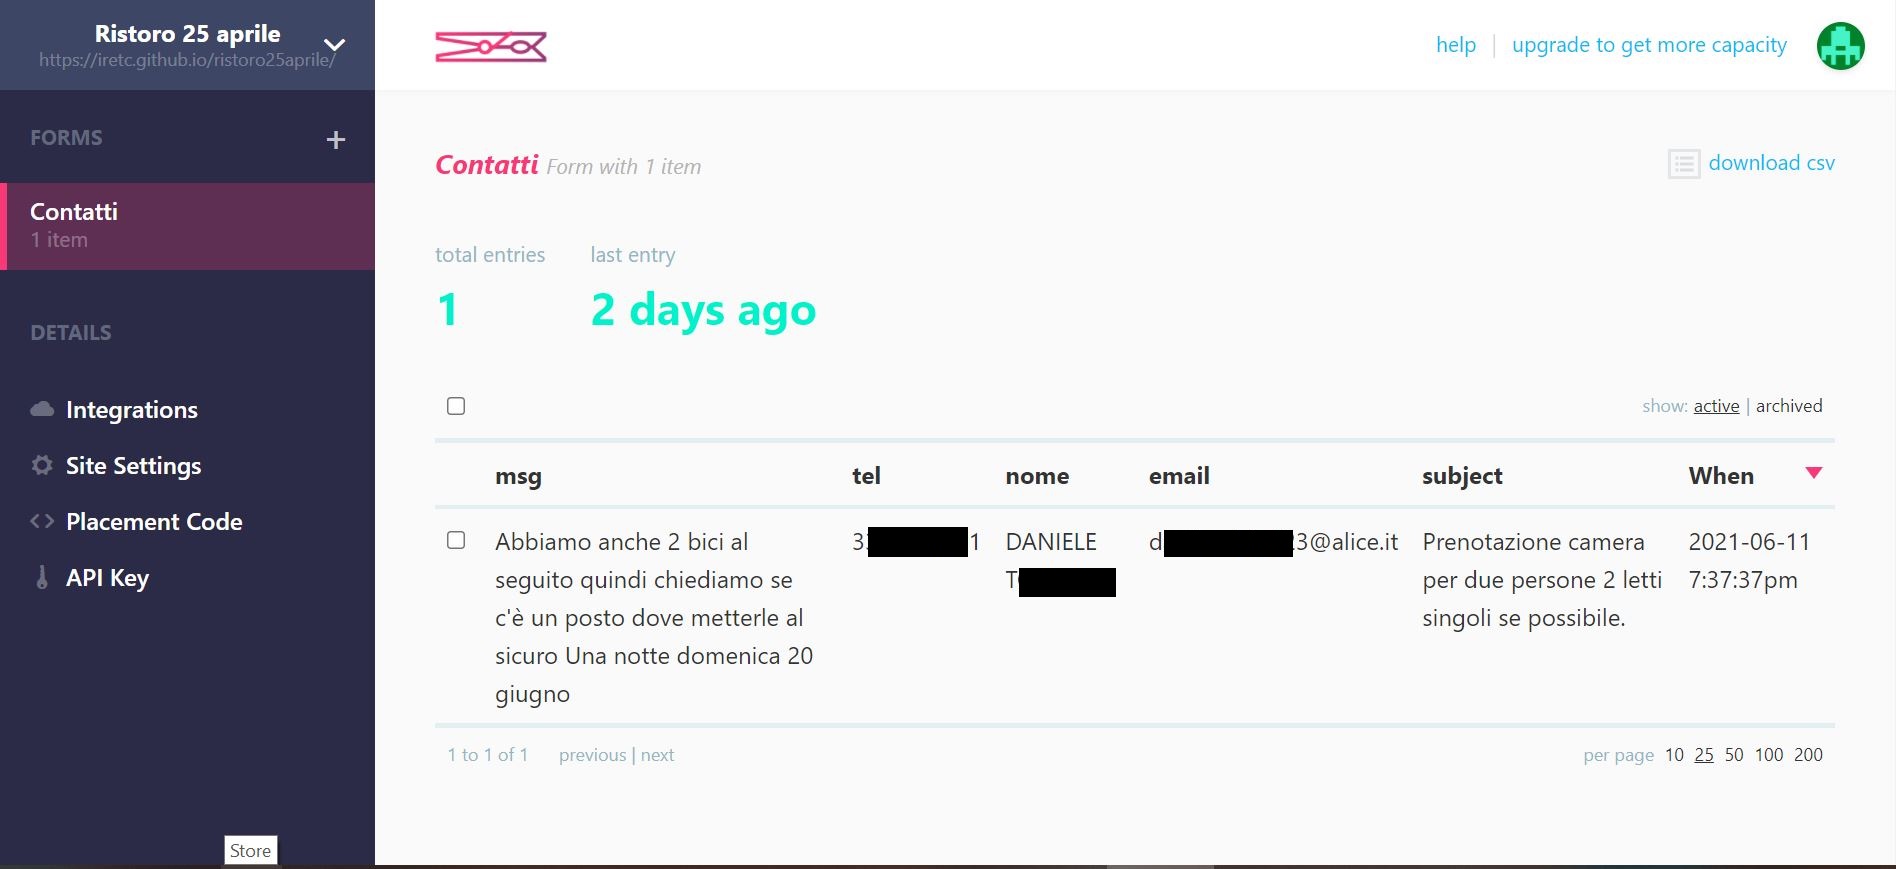 Ristoro 25 aprile
https://iretc.github.io/ristoro25aprile/
help | upgrade to get more capacity
FORMS +
Contatti
1 item
DETAILS
Integrations
Site Settings
Placement Code
API Key
Store
Contatti Form with 1 item
download csv
total entries last entry
1 2 days ago
show: active | archived
msg tel nome email subject When
Abbiamo anche 2 bici al 3 1 DANIELE d 3@alice.it Prenotazione camera 2021-06-11
seguito quindi chiediamo se T per due persone 2 letti 7:37:37pm
c'è un posto dove metterle al singoli se possibile.
sicuro Una notte domenica 20
giugno
1 to 1 of 1 previous | next per page 10 25 50 100 200